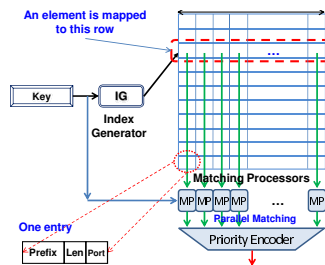 An element is mapped
to this row
...
Key
IG
Index
Generator
Matching Processors
MP MP MP MP ... MP
One entry
Parallel Matching
Prefix Len Port
Priority Encoder